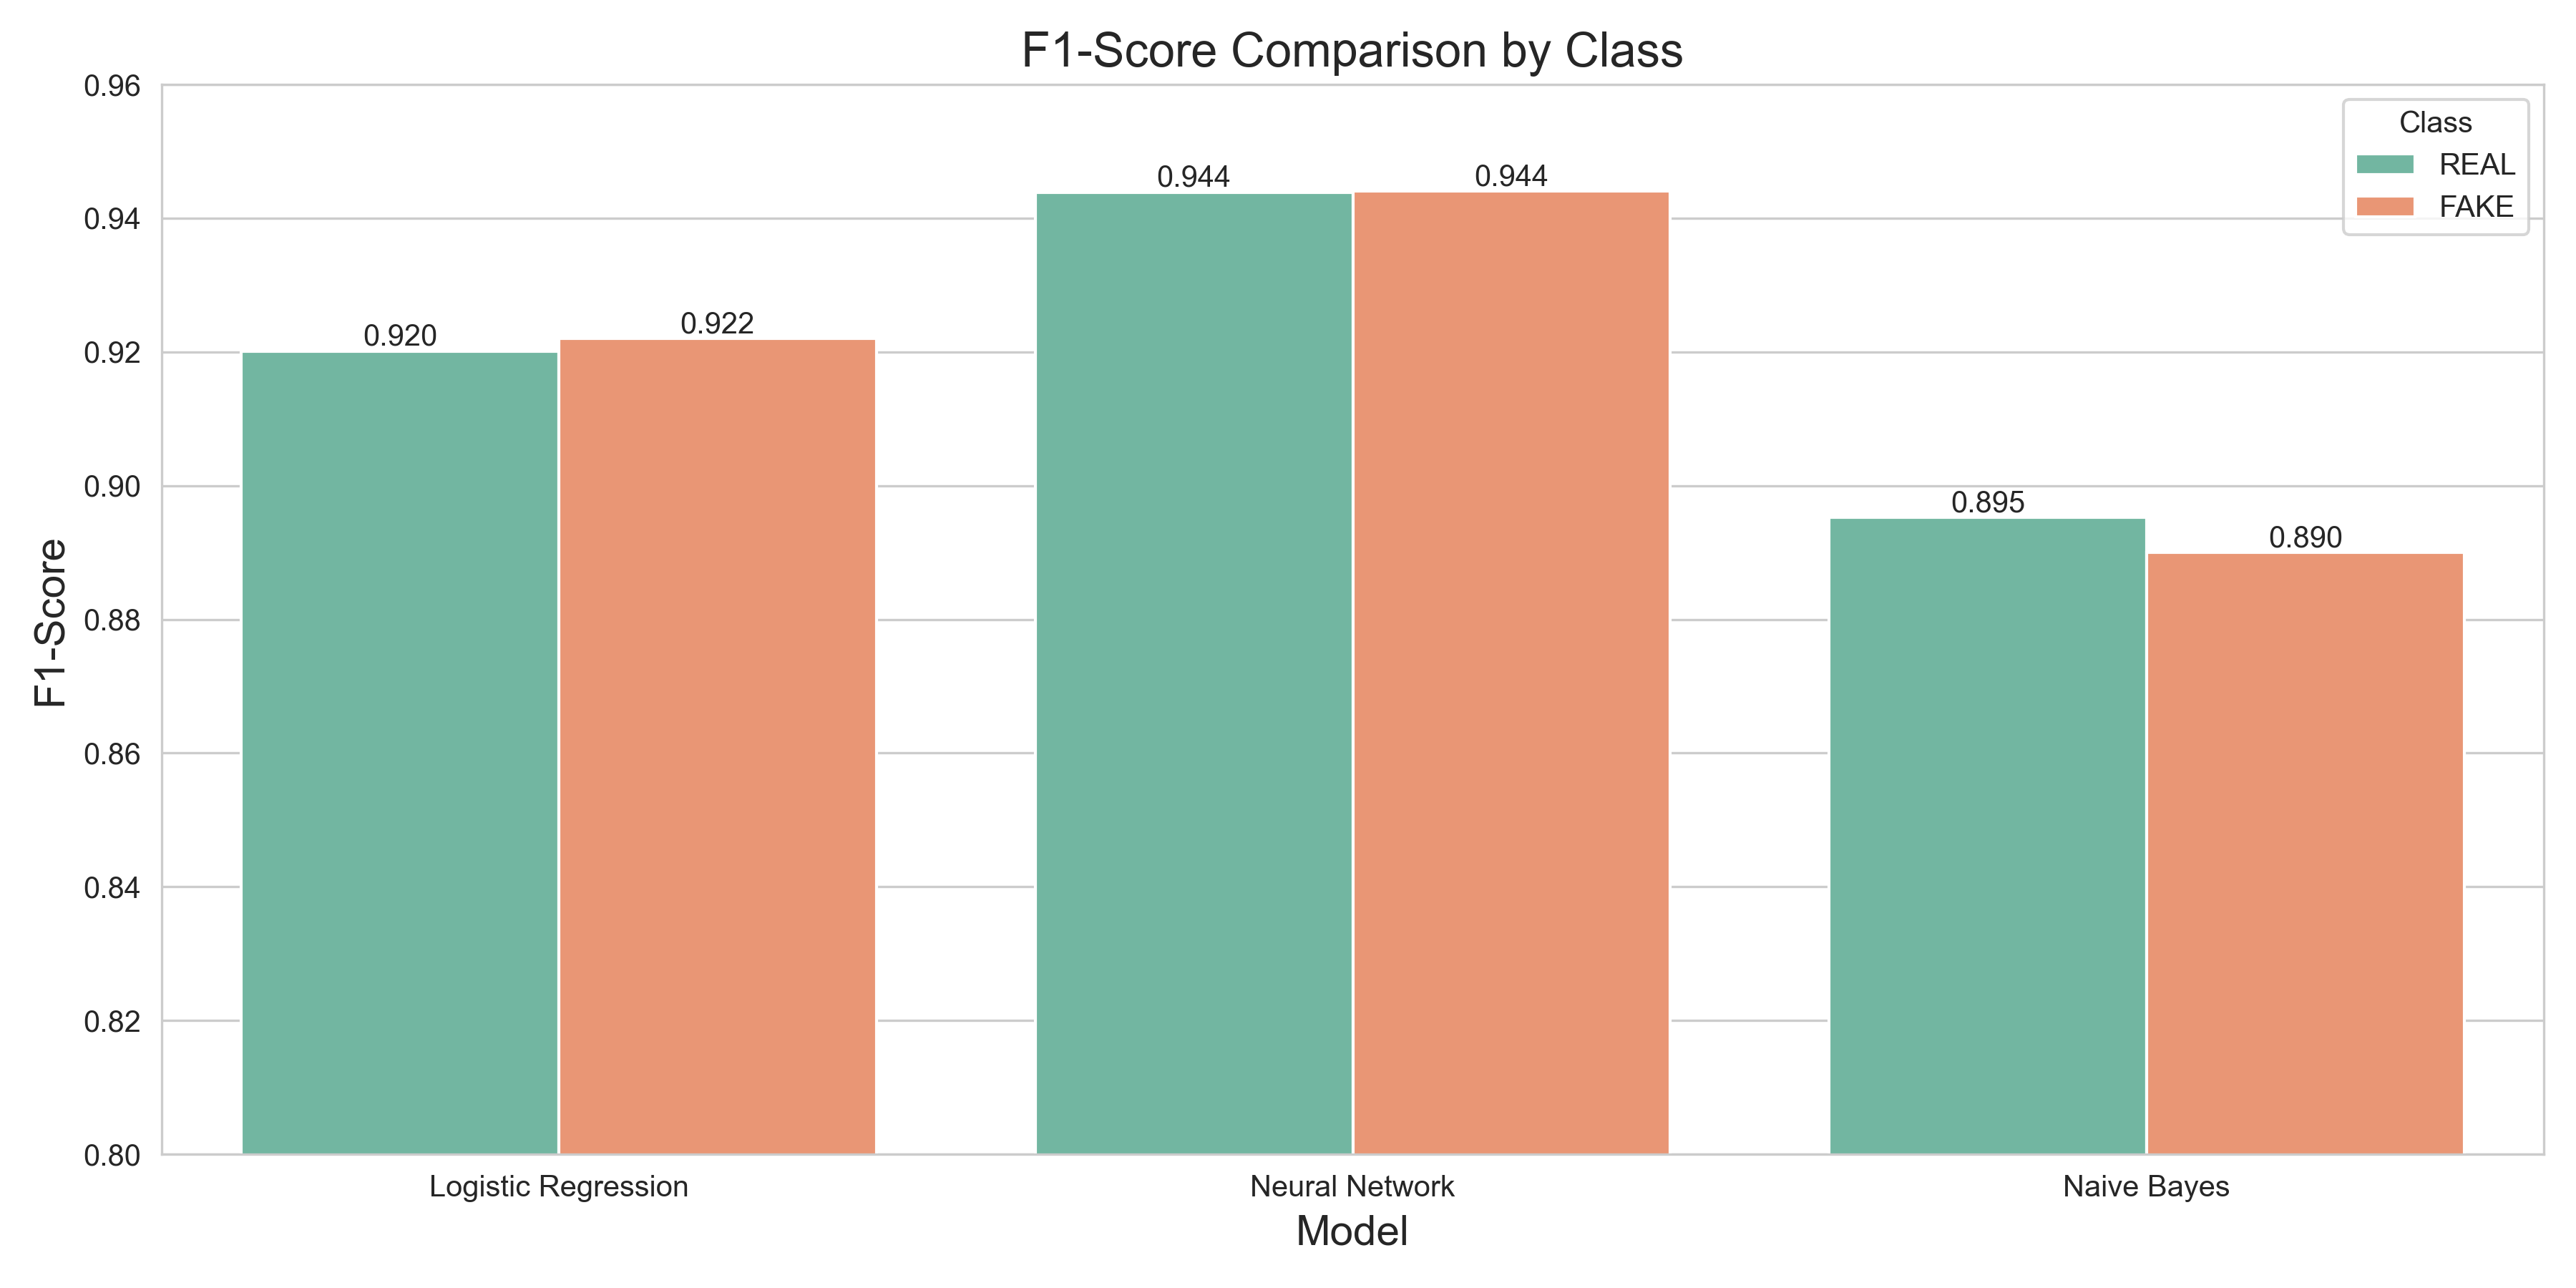 F1-Score Comparison by Class
0.96
0.94
0.92
0.90
0.88
0.86
0.84
0.82
0.80
F1-Score
0.920
0.922
0.944
0.944
0.895
0.890
Class
REAL
FAKE
Logistic Regression
Neural Network
Naive Bayes
Model